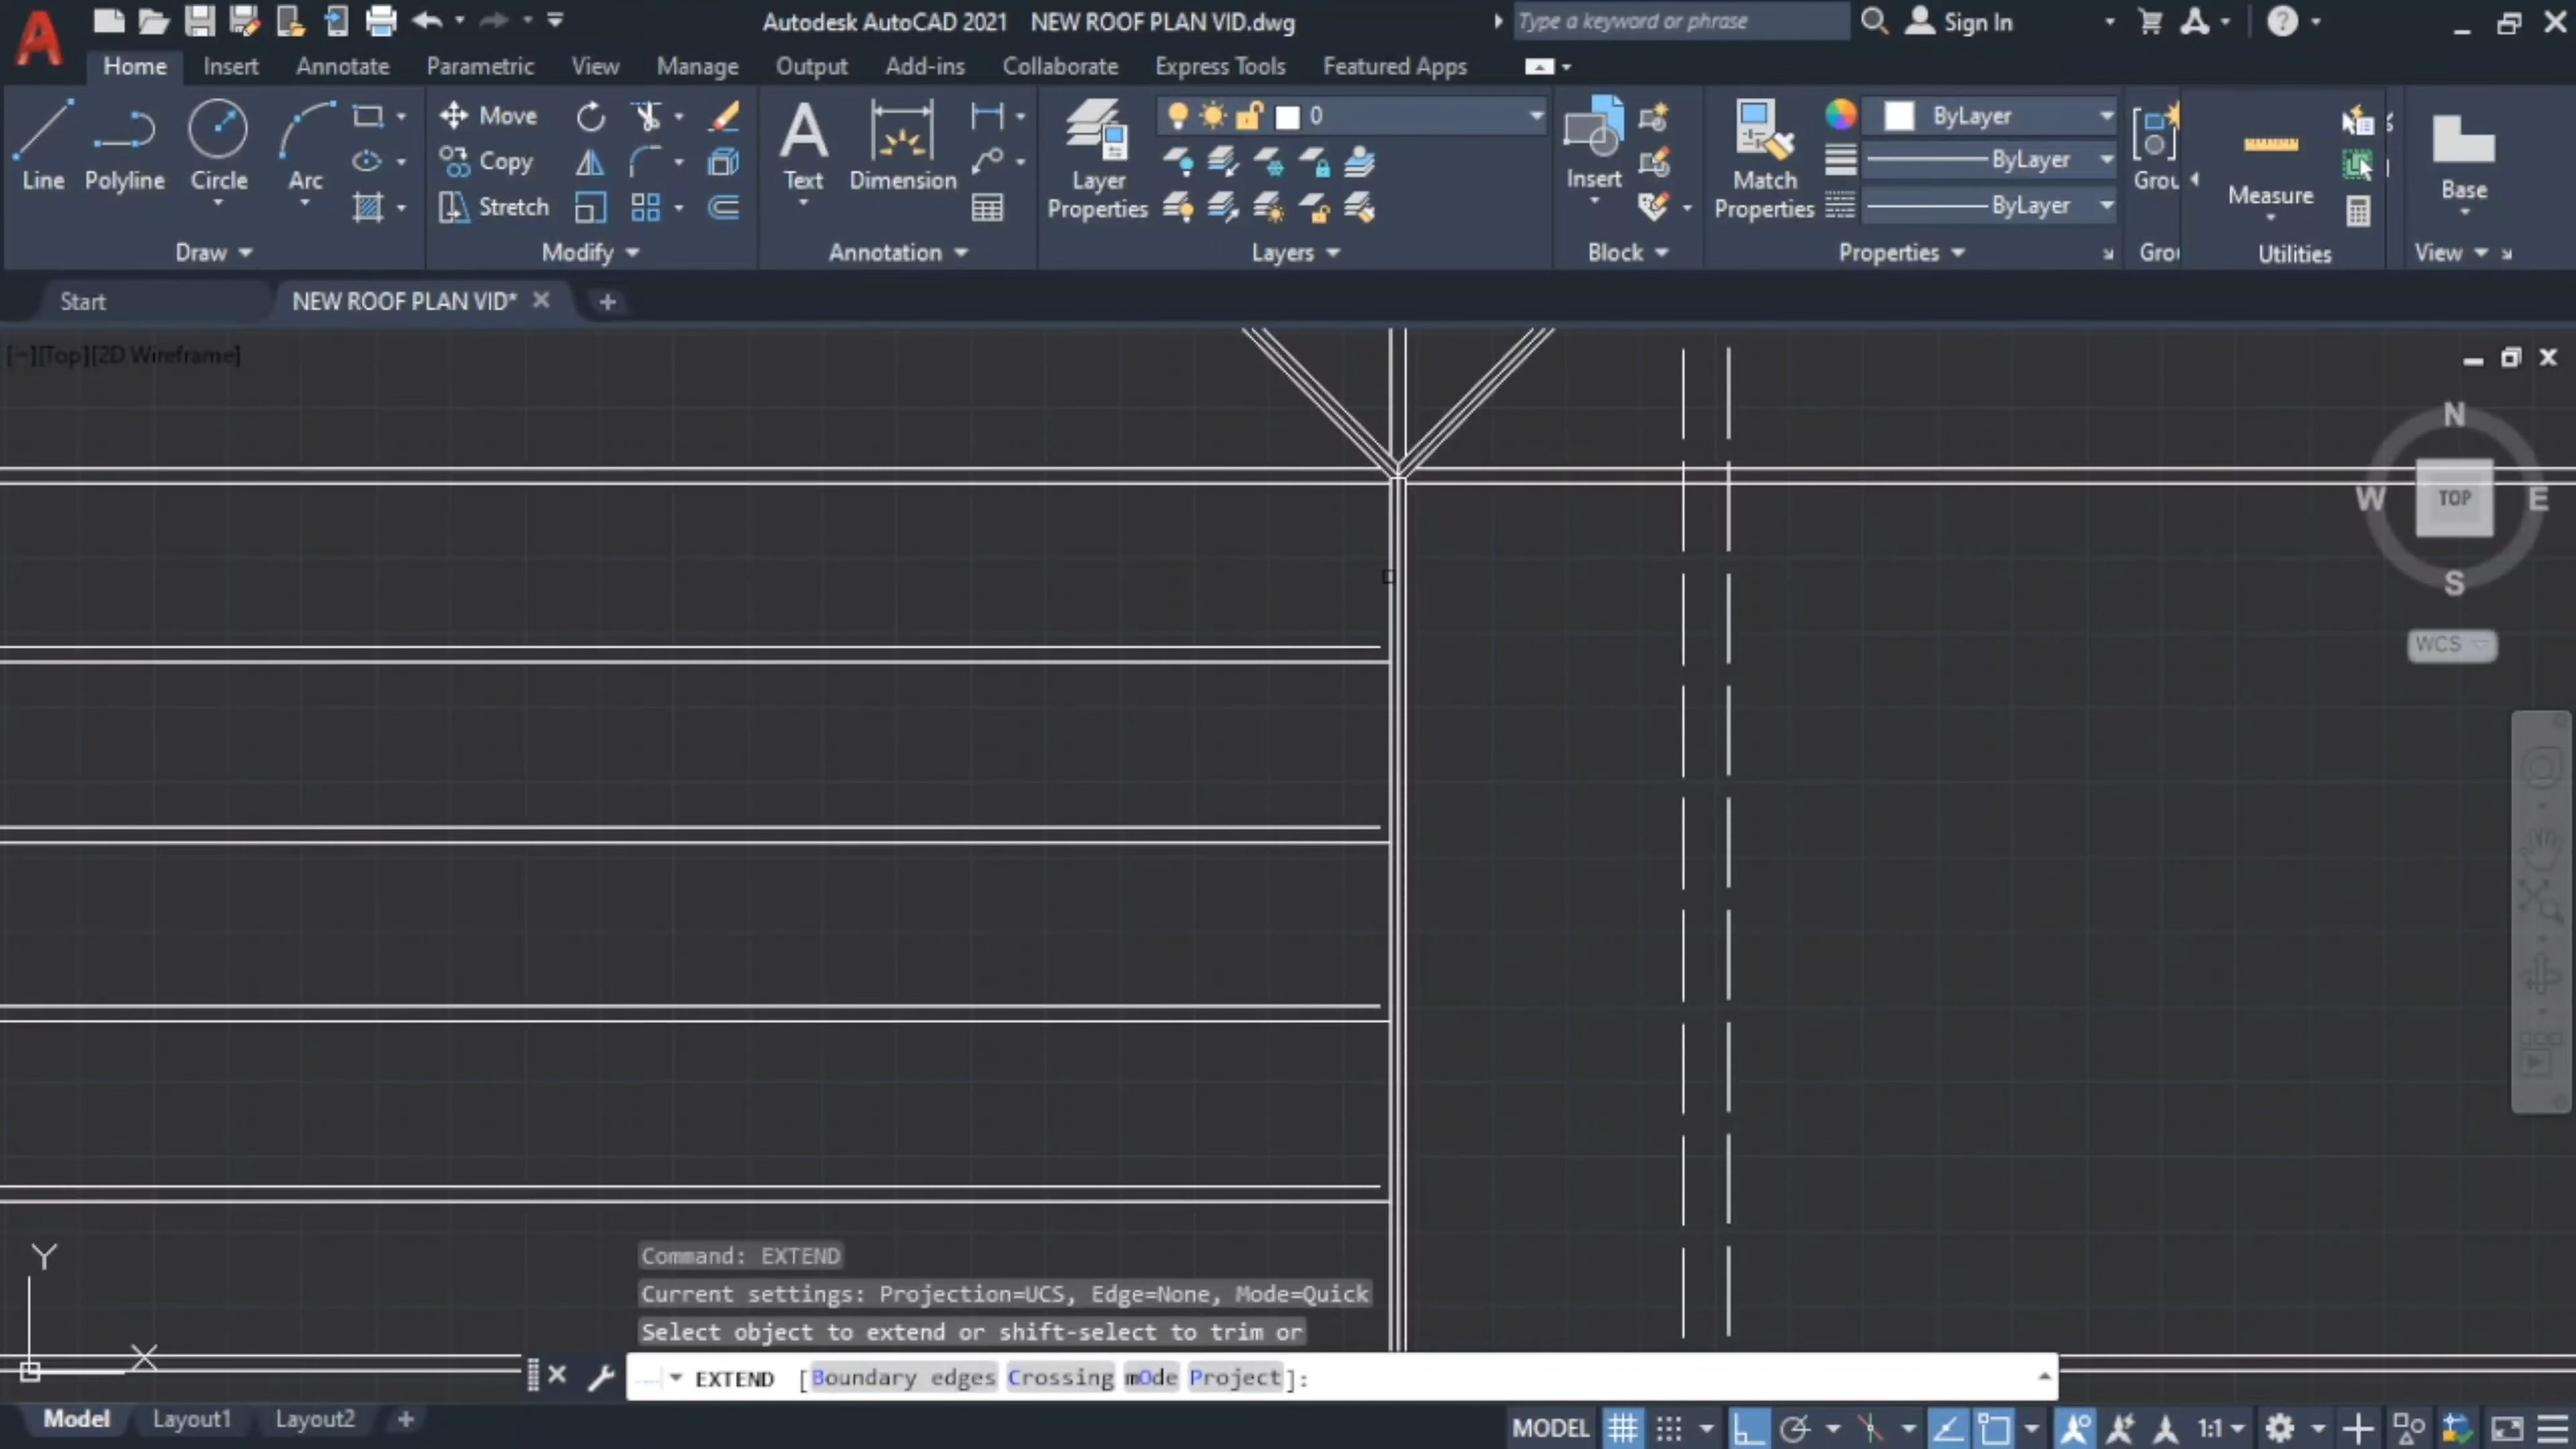 Autodesk AutoCAD 2021 NEW ROOF PLAN VID.dwg Type a keyword or phrase Sign In
Home Insert Annotate Parametric View Manage Output Add-ins Collaborate Express Tools Featured Apps
Move 0 ByLayer
Line Polyline Circle Arc Copy Text Dimension Layer Properties Insert Match Properties ByLayer Grou Measure Base
Stretch ByLayer
Draw Modify Annotation Layers Block Properties Grou Utilities View
Start NEW ROOF PLAN VID*
[−][Top][2D Wireframe]
N
W TOP E
S
WCS
Y
X
Command: EXTEND
Current settings: Projection=UCS, Edge=None, Mode=Quick
Select object to extend or shift-select to trim or
EXTEND [Boundary edges Crossing mOde Project]:
Model Layout1 Layout2 + MODEL 1:1